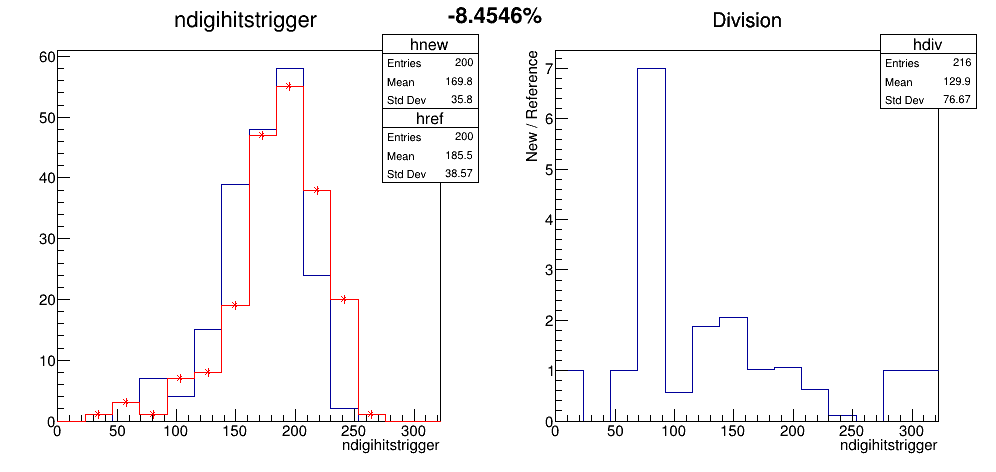 -8.4546%
ndigihitstrigger
hnew
Entries 200
Mean 169.8
Std Dev 35.8
href
Entries 200
Mean 185.5
Std Dev 38.57
60
50
40
30
20
10
0
0 50 100 150 200 250 300
ndigihitstrigger
Division
hdiv
Entries 216
Mean 129.9
Std Dev 76.67
New / Reference
7
6
5
4
3
2
1
0
0 50 100 150 200 250 300
ndigihitstrigger